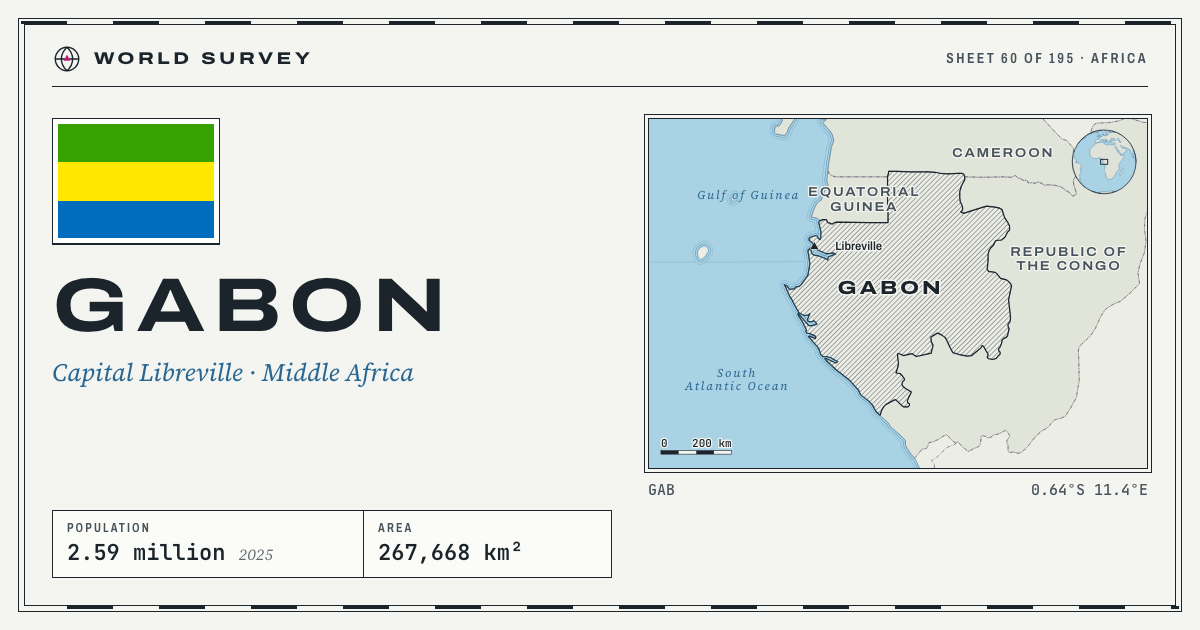 WORLD SURVEY
SHEET 60 OF 195 · AFRICA
GABON
Capital Libreville · Middle Africa
POPULATION
2.59 million 2025
AREA
267,668 km²
CAMEROON
Gulf of Guinea
EQUATORIAL
GUINEA
Libreville
REPUBLIC OF
THE CONGO
GABON
South
Atlantic Ocean
0 200 km
GAB
0.64°S 11.4°E